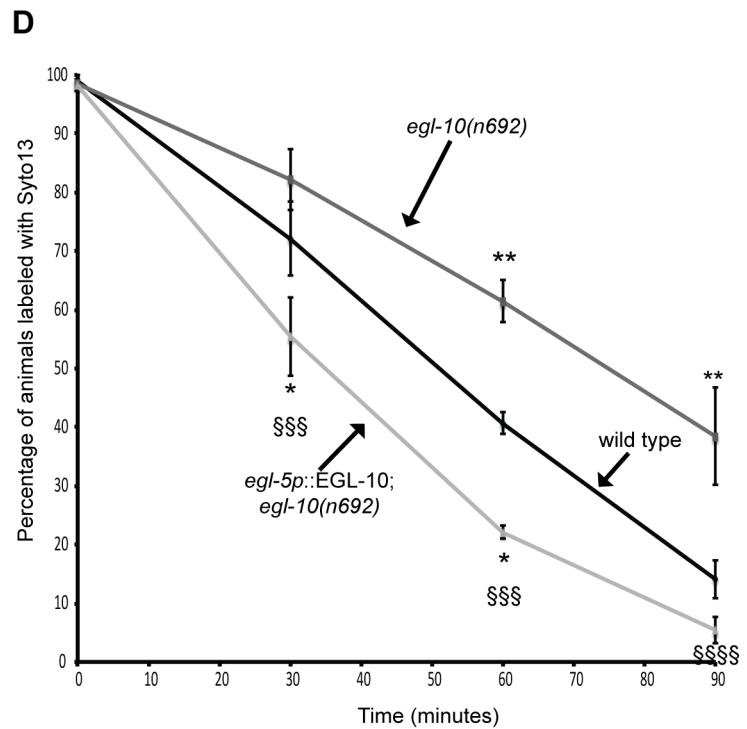 D
Percentage of animals labeled with Syto13
100
90
80
70
60
50
40
30
20
10
0
egl-10(n692)
**
**
*
§§§
wild type
egl-5p::EGL-10;
egl-10(n692)
*
§§§
§§§§
0 10 20 30 40 50 60 70 80 90
Time (minutes)